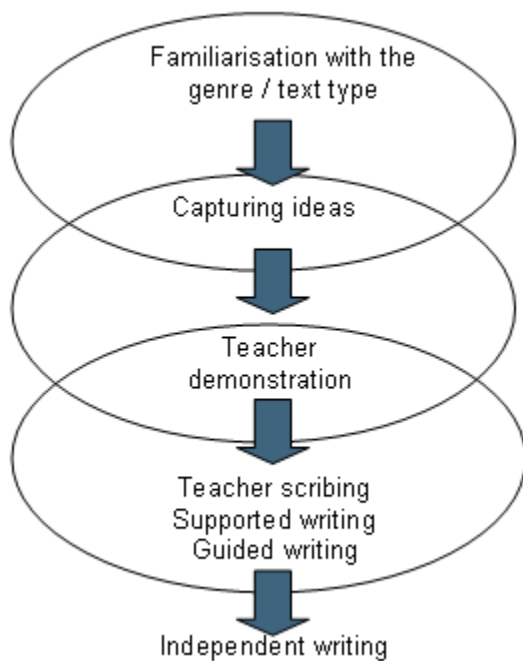 Familiarisation with the
genre / text type
Capturing ideas
Teacher
demonstration
Teacher scribing
Supported writing
Guided writing
Independent writing